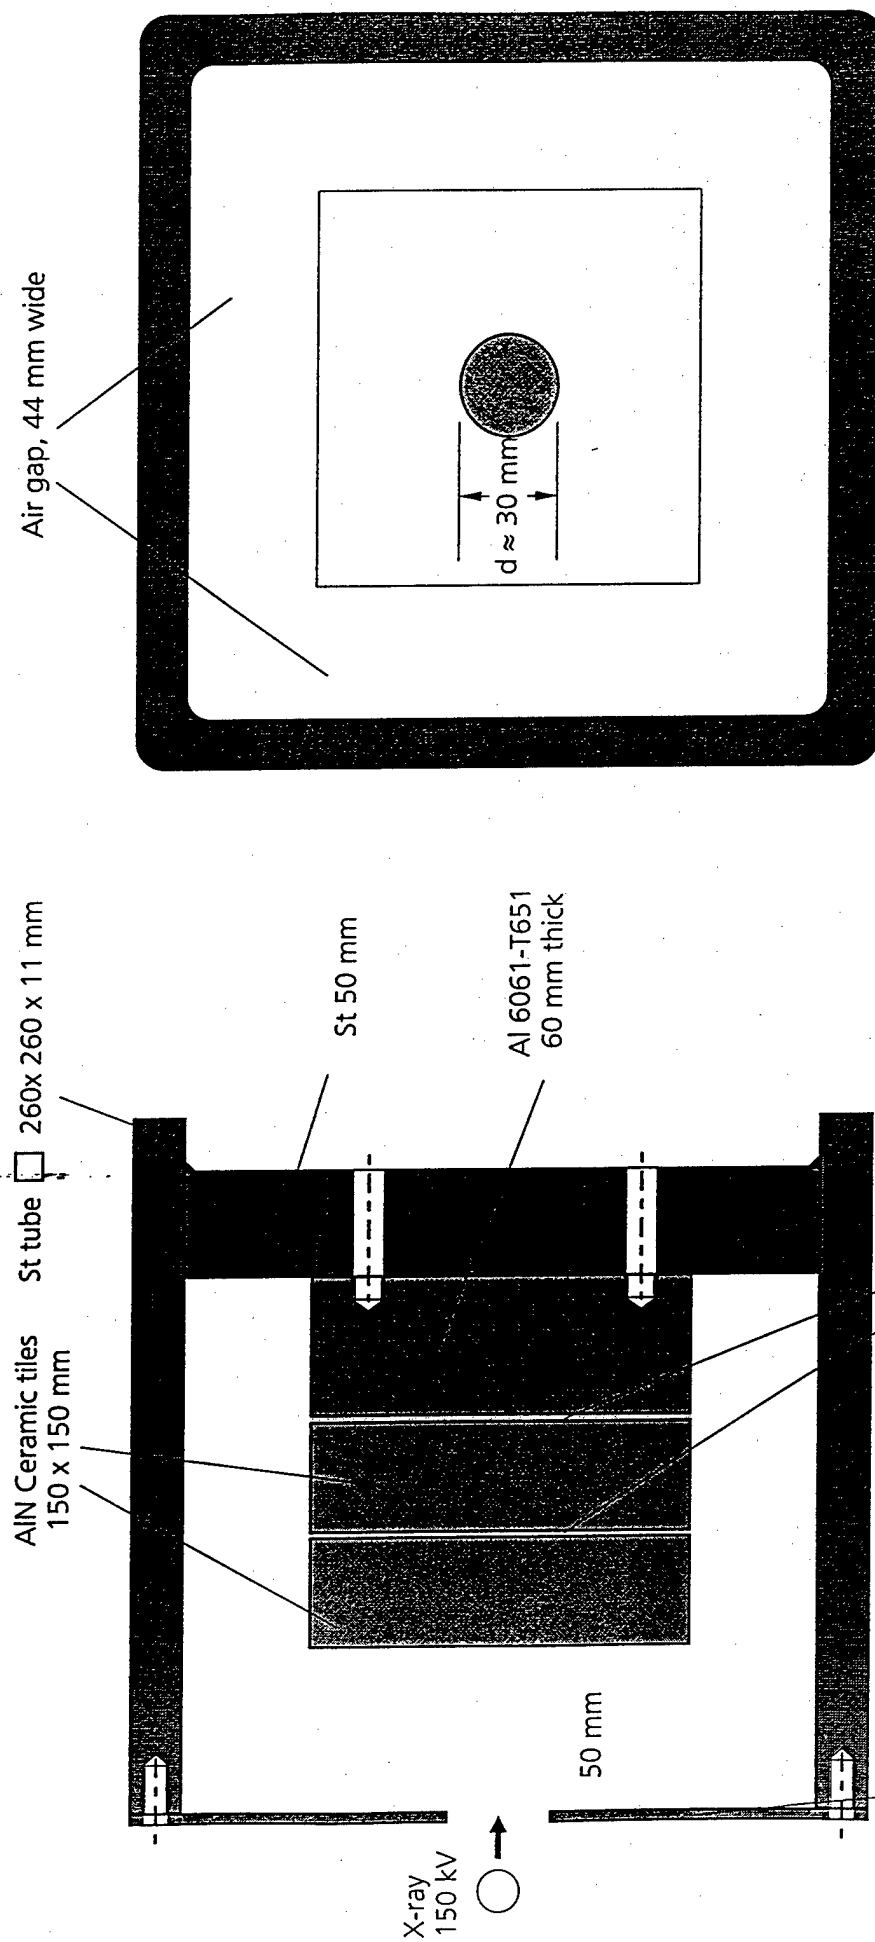 Air gap, 44 mm wide
d ≈ 30 mm
St tube □ 260x 260 x 11 mm
St 50 mm
Al 6061-T651
60 mm thick
AlN Ceramic tiles
150 x 150 mm
50 mm
X-ray
150 kV